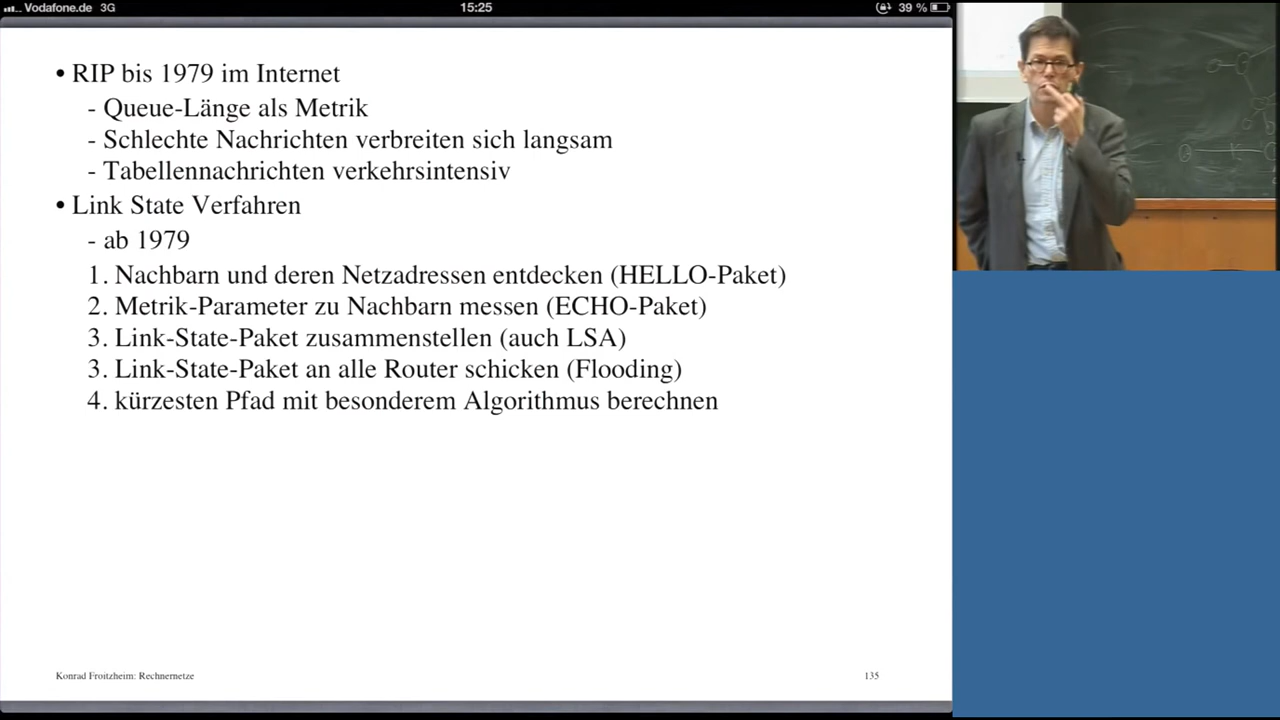 Vodafone.de 3G 15:25 39 %
• RIP bis 1979 im Internet
- Queue-Länge als Metrik
- Schlechte Nachrichten verbreiten sich langsam
- Tabellennachrichten verkehrsintensiv
• Link State Verfahren
- ab 1979
1. Nachbarn und deren Netzadressen entdecken (HELLO-Paket)
2. Metrik-Parameter zu Nachbarn messen (ECHO-Paket)
3. Link-State-Paket zusammenstellen (auch LSA)
3. Link-State-Paket an alle Router schicken (Flooding)
4. kürzesten Pfad mit besonderem Algorithmus berechnen
Konrad Froitzheim: Rechnernetze 135